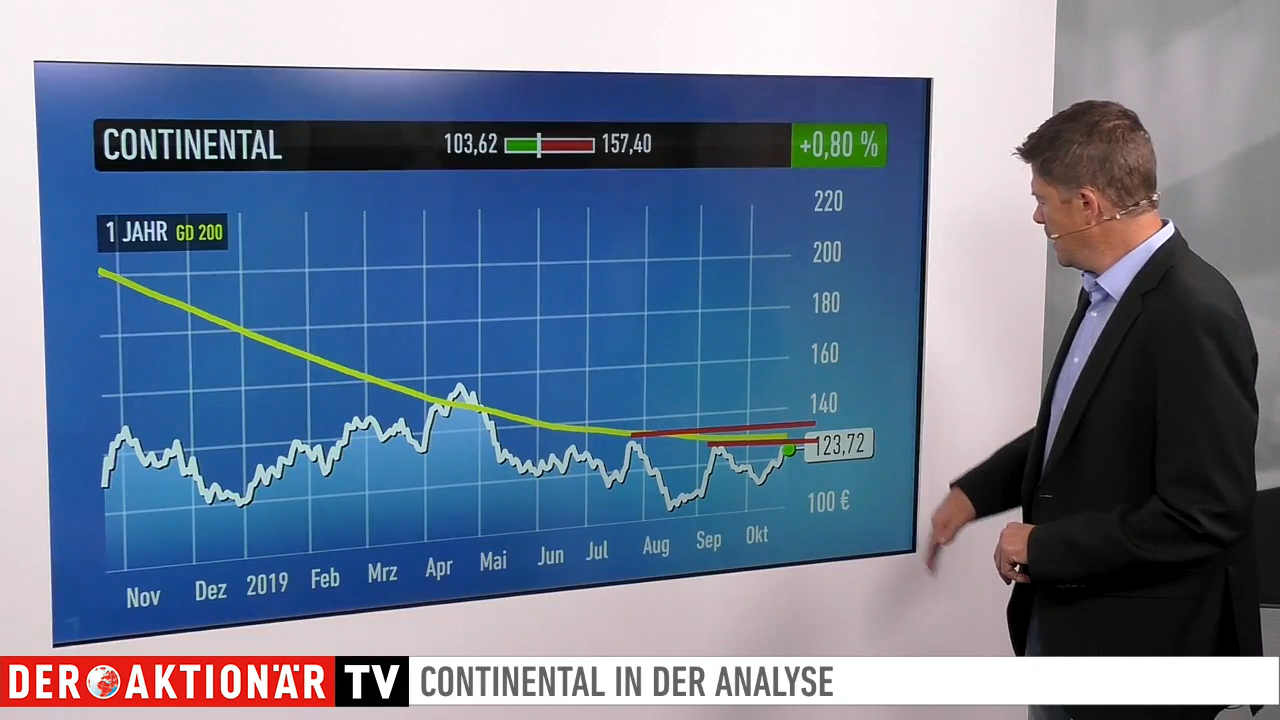 CONTINENTAL
103,62 157,40
+0,80 %
1 JAHR GD 200
220
200
180
160
140
123,72
100 €
Nov Dez 2019 Feb Mrz Apr Mai Jun Jul Aug Sep Okt
DER AKTIONÄR TV CONTINENTAL IN DER ANALYSE